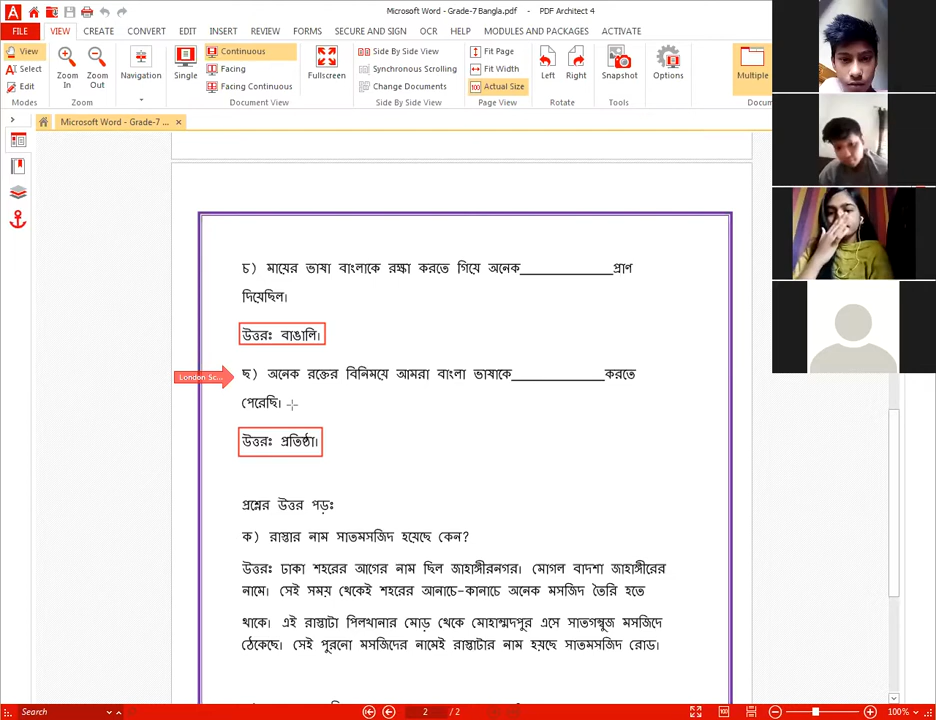 Microsoft Word - Grade-7 Bangla.pdf - PDF Architect 4
FILE VIEW CREATE CONVERT EDIT INSERT REVIEW FORMS SECURE AND SIGN OCR HELP MODULES AND PACKAGES ACTIVATE
View
Select
Edit
Modes
Zoom In
Zoom Out
Zoom
Navigation
Single
Continuous
Facing
Facing Continuous
Document View
Fullscreen
Side By Side View
Synchronous Scrolling
Change Documents
Side By Side View
Fit Page
Fit Width
100 Actual Size
Page View
Left
Right
Rotate
Snapshot
Tools
Options
Multiple
Docum
Microsoft Word - Grade-7 ...
চ) মায়ের ভাষা বাংলাকে রক্ষা করতে গিয়ে অনেক____________প্রাণ
দিয়েছিল।
উত্তরঃ বাঙালি।
London Sc...
ছ) অনেক রক্তের বিনিময়ে আমরা বাংলা ভাষাকে____________করতে
পেরেছি।
উত্তরঃ প্রতিষ্ঠা।
প্রশ্নের উত্তর পড়ঃ
ক) রাস্তার নাম সাতমসজিদ হয়েছে কেন?
উত্তরঃ ঢাকা শহরের আগের নাম ছিল জাহাঙ্গীরনগর। মোগল বাদশা জাহাঙ্গীরের
নামে। সেই সময় থেকেই শহরের আনাচে-কানাচে অনেক মসজিদ তৈরি হতে
থাকে। এই রাস্তাটা পিলখানার মোড় থেকে মোহাম্মদপুর এসে সাতগম্বুজ মসজিদে
ঠেকেছে। সেই পুরনো মসজিদের নামেই রাস্তাটার নাম হয়ছে সাতমসজিদ রোড।
Search
2 / 2
100%